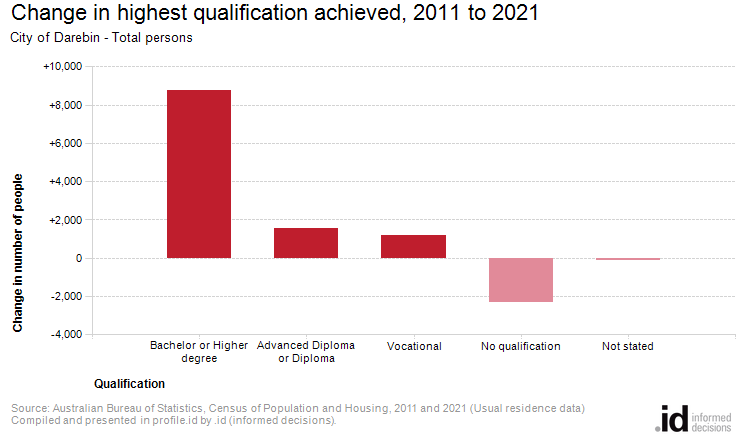 Change in highest qualification achieved, 2011 to 2021
City of Darebin - Total persons
+10,000
+8,000
+6,000
+4,000
+2,000
0
-2,000
-4,000
Change in number of people
Bachelor or Higher
degree
Advanced Diploma
or Diploma
Vocational
No qualification
Not stated
Qualification
Source: Australian Bureau of Statistics, Census of Population and Housing, 2011 and 2021 (Usual residence data)
Compiled and presented in profile.id by .id (informed decisions).
.id informed
decisions